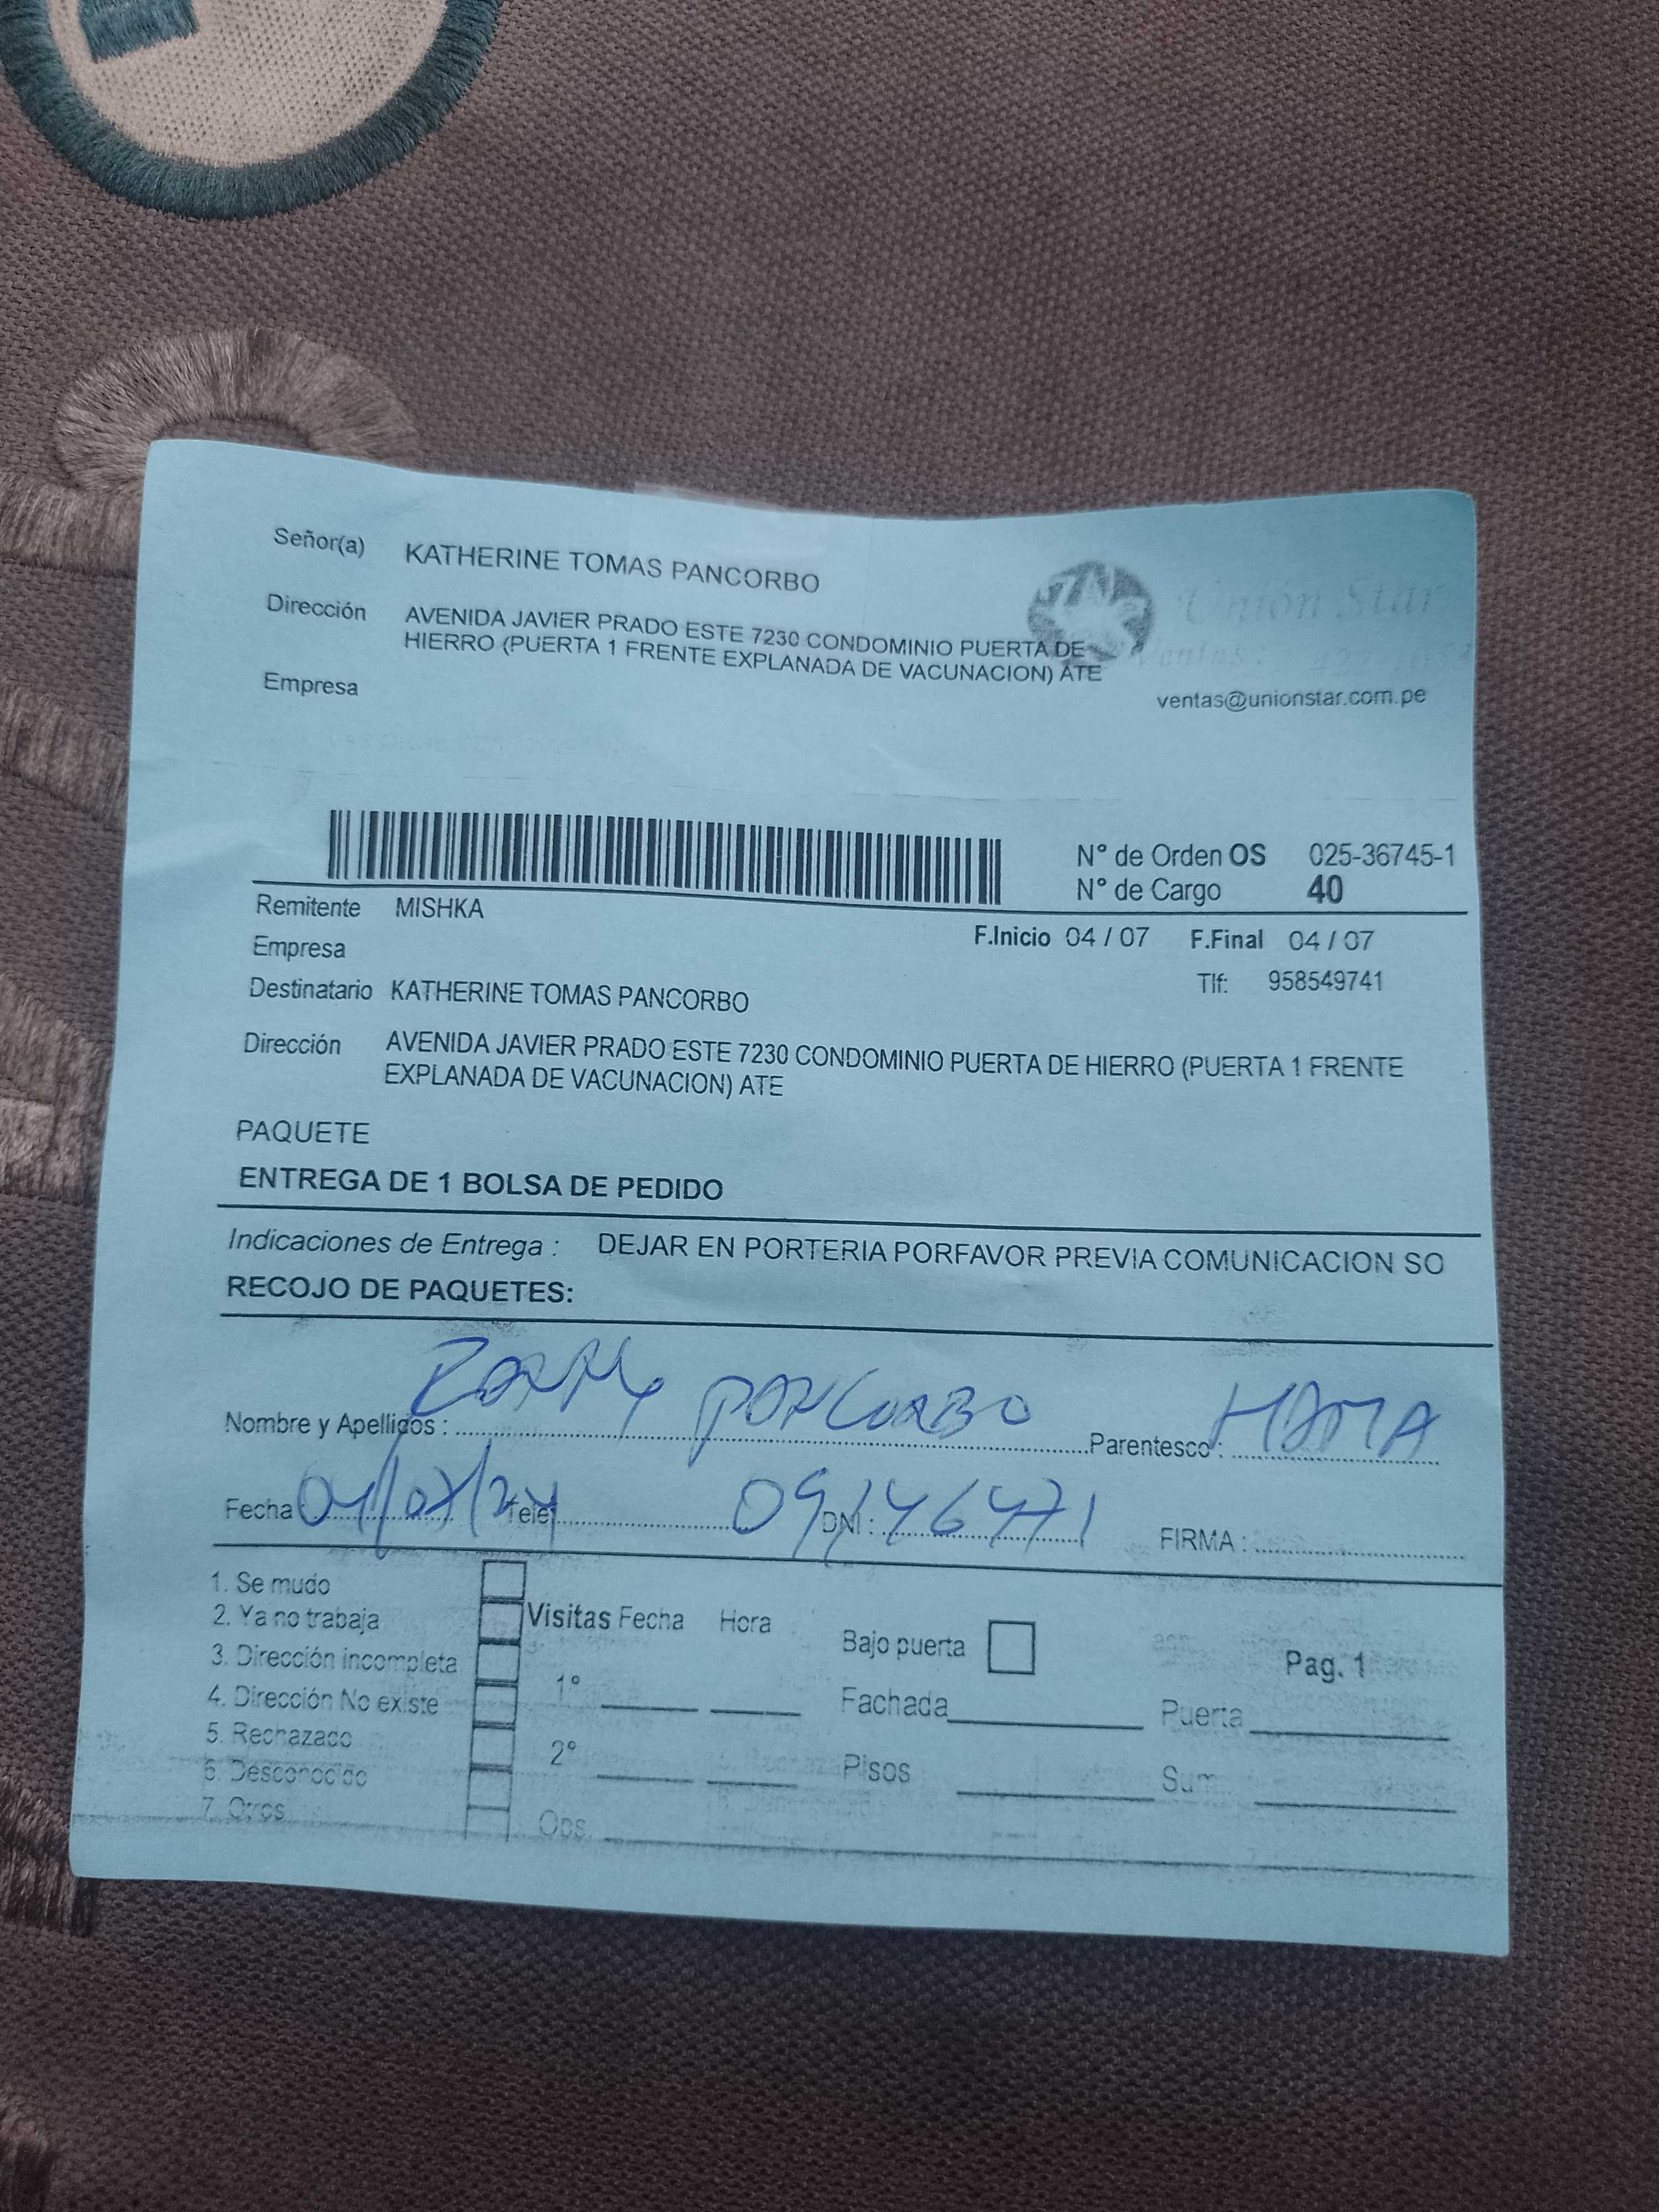 Señor(a) KATHERINE TOMAS PANCORBO
Dirección AVENIDA JAVIER PRADO ESTE 7230 CONDOMINIO PUERTA DE
HIERRO (PUERTA 1 FRENTE EXPLANADA DE VACUNACION) ATE
Unión Star
Empresa
ventas@unionstar.com.pe
N° de Orden OS 025-36745-1
N° de Cargo 40
Remitente MISHKA
F.Inicio 04 / 07 F.Final 04 / 07
Empresa
Tlf: 958549741
Destinatario KATHERINE TOMAS PANCORBO
Dirección AVENIDA JAVIER PRADO ESTE 7230 CONDOMINIO PUERTA DE HIERRO (PUERTA 1 FRENTE
EXPLANADA DE VACUNACION) ATE
PAQUETE
ENTREGA DE 1 BOLSA DE PEDIDO
Indicaciones de Entrega : DEJAR EN PORTERIA PORFAVOR PREVIA COMUNICACION SO
RECOJO DE PAQUETES:
Nombre y Apellidos : PANCORBO Parentesco : MAMA
Fecha 04/07/24 Telef DNI : 09146471 FIRMA :
1. Se mudo
2. Ya no trabaja
3. Dirección incompleta
4. Dirección No existe
5. Rechazado
6. Desconocido
7. Otros
Visitas Fecha Hora
1°
2°
Obs
Bajo puerta
Pag. 1
Fachada Puerta
Pisos Sum